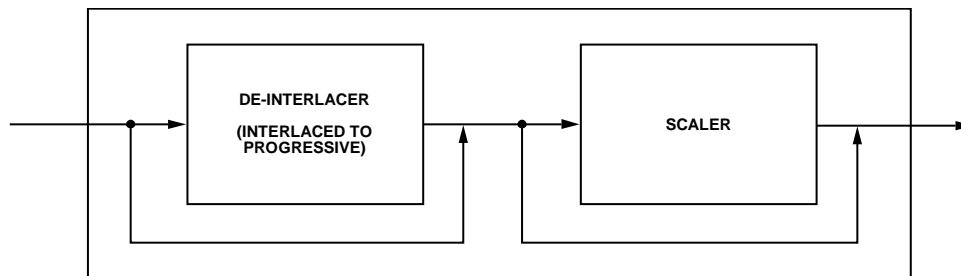 DE-INTERLACER
(INTERLACED TO
PROGRESSIVE)
SCALER